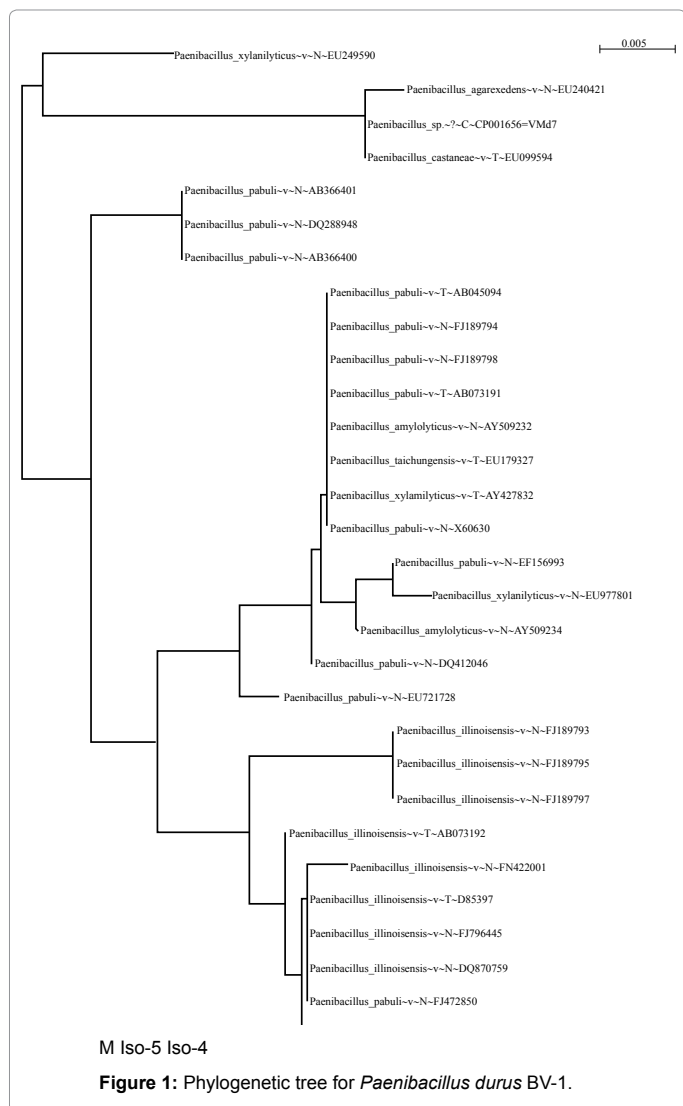 Paenibacillus_xylanilyticus~v~N~EU249590
0.005
Paenibacillus_agarexedens~v~N~EU240421
Paenibacillus_sp.~?~C~CP001656=VMd7
Paenibacillus_castaneae~v~T~EU099594
Paenibacillus_pabuli~v~N~AB366401
Paenibacillus_pabuli~v~N~DQ288948
Paenibacillus_pabuli~v~N~AB366400
Paenibacillus_pabuli~v~T~AB045094
Paenibacillus_pabuli~v~N~FJ189794
Paenibacillus_pabuli~v~N~FJ189798
Paenibacillus_pabuli~v~T~AB073191
Paenibacillus_amylolyticus~v~N~AY509232
Paenibacillus_taichungensis~v~T~EU179327
Paenibacillus_xylamilyticus~v~T~AY427832
Paenibacillus_pabuli~v~N~X60630
Paenibacillus_pabuli~v~N~EF156993
Paenibacillus_xylanilyticus~v~N~EU977801
Paenibacillus_amylolyticus~v~N~AY509234
Paenibacillus_pabuli~v~N~DQ412046
Paenibacillus_pabuli~v~N~EU721728
Paenibacillus_illinoisensis~v~N~FJ189793
Paenibacillus_illinoisensis~v~N~FJ189795
Paenibacillus_illinoisensis~v~N~FJ189797
Paenibacillus_illinoisensis~v~T~AB073192
Paenibacillus_illinoisensis~v~N~FN422001
Paenibacillus_illinoisensis~v~T~D85397
Paenibacillus_illinoisensis~v~N~FJ796445
Paenibacillus_illinoisensis~v~N~DQ870759
Paenibacillus_pabuli~v~N~FJ472850
M Iso-5 Iso-4
Figure 1: Phylogenetic tree for Paenibacillus durus BV-1.